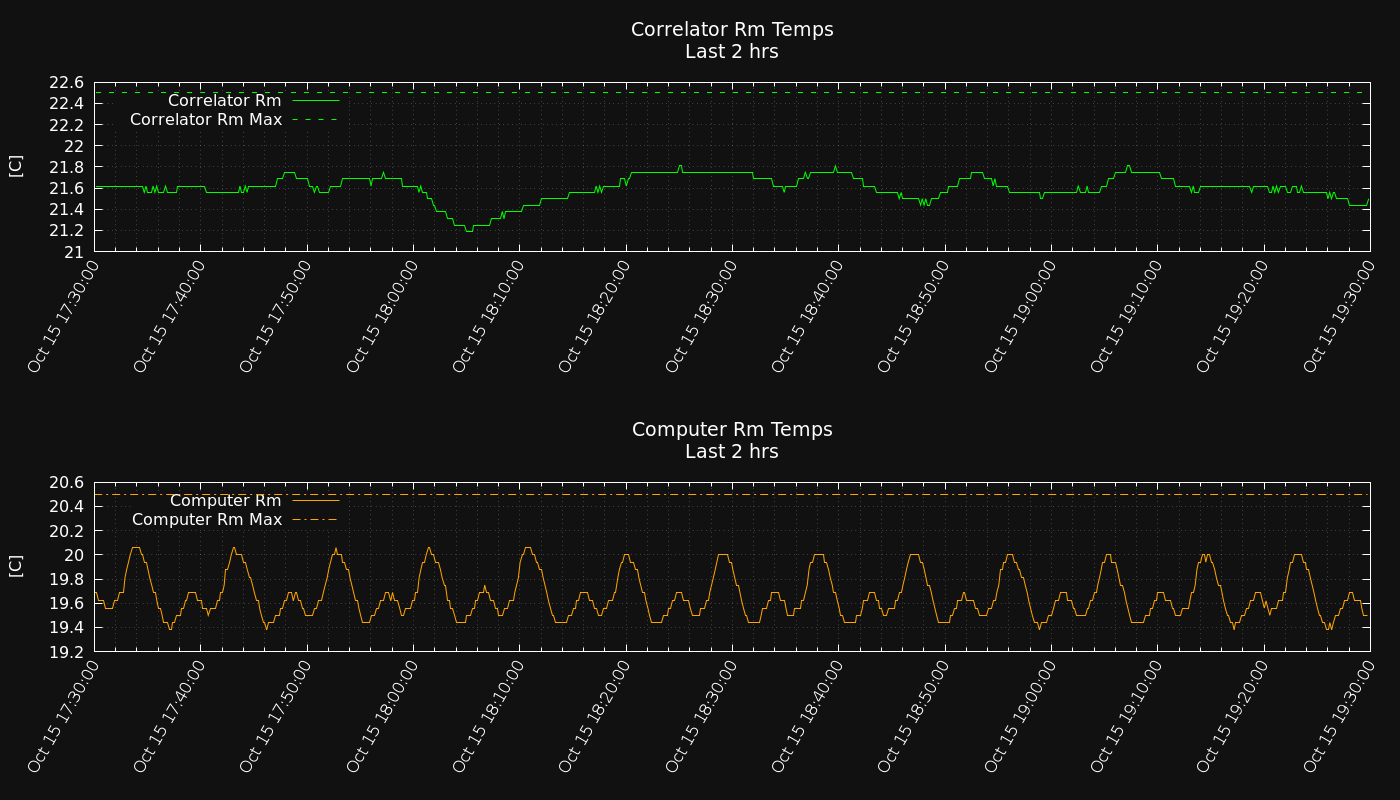 Correlator Rm Temps
Last 2 hrs
22.6
22.4
22.2
22
21.8
21.6
21.4
21.2
21
[C]
Correlator Rm
Correlator Rm Max
Oct 15 17:30:00
Oct 15 17:40:00
Oct 15 17:50:00
Oct 15 18:00:00
Oct 15 18:10:00
Oct 15 18:20:00
Oct 15 18:30:00
Oct 15 18:40:00
Oct 15 18:50:00
Oct 15 19:00:00
Oct 15 19:10:00
Oct 15 19:20:00
Oct 15 19:30:00
Computer Rm Temps
Last 2 hrs
20.6
20.4
20.2
20
19.8
19.6
19.4
19.2
[C]
Computer Rm
Computer Rm Max
Oct 15 17:30:00
Oct 15 17:40:00
Oct 15 17:50:00
Oct 15 18:00:00
Oct 15 18:10:00
Oct 15 18:20:00
Oct 15 18:30:00
Oct 15 18:40:00
Oct 15 18:50:00
Oct 15 19:00:00
Oct 15 19:10:00
Oct 15 19:20:00
Oct 15 19:30:00